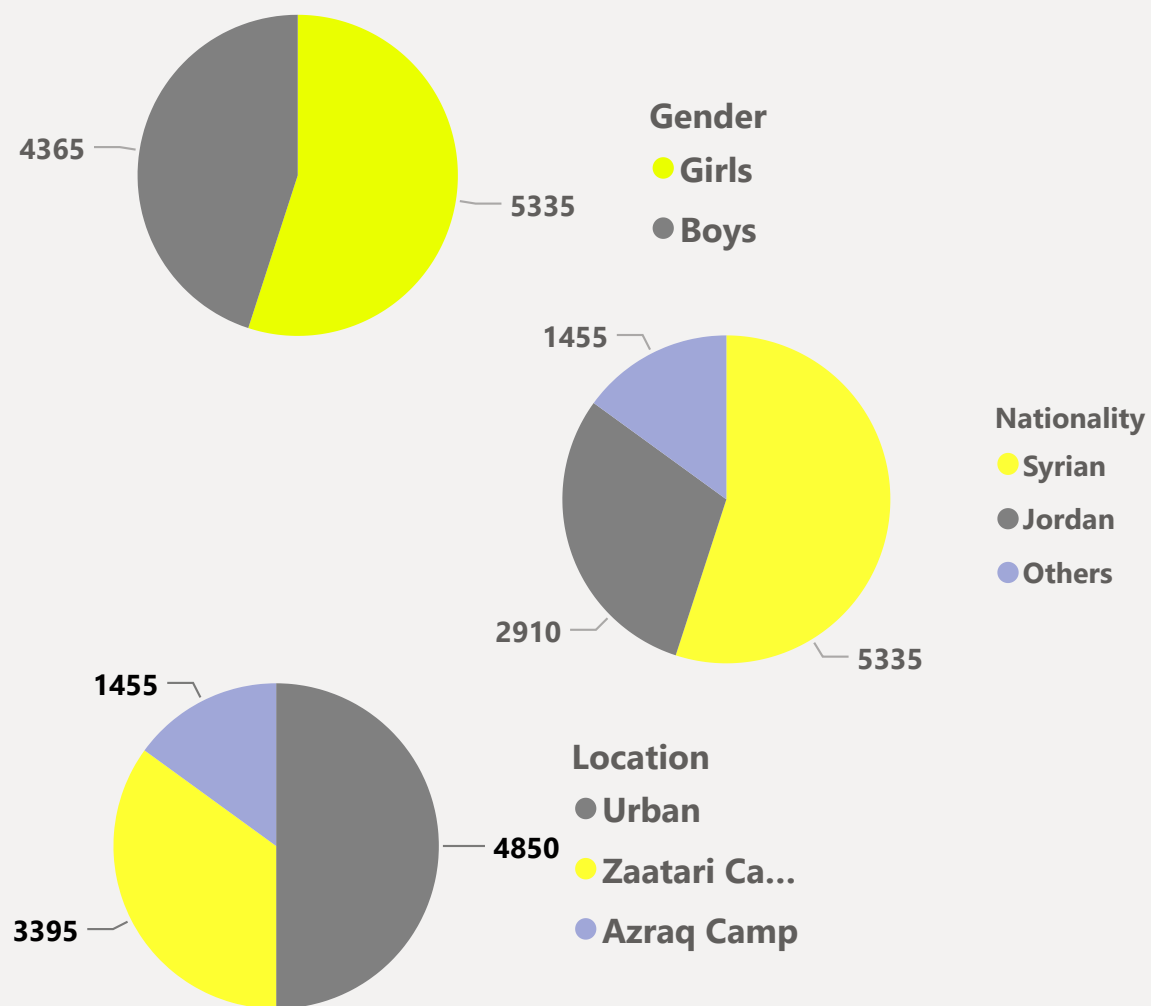 Gender
Girls
Boys
4365
5335
Nationality
Syrian
Jordan
Others
1455
2910
5335
Location
Urban
Zaatari Ca...
Azraq Camp
1455
4850
3395